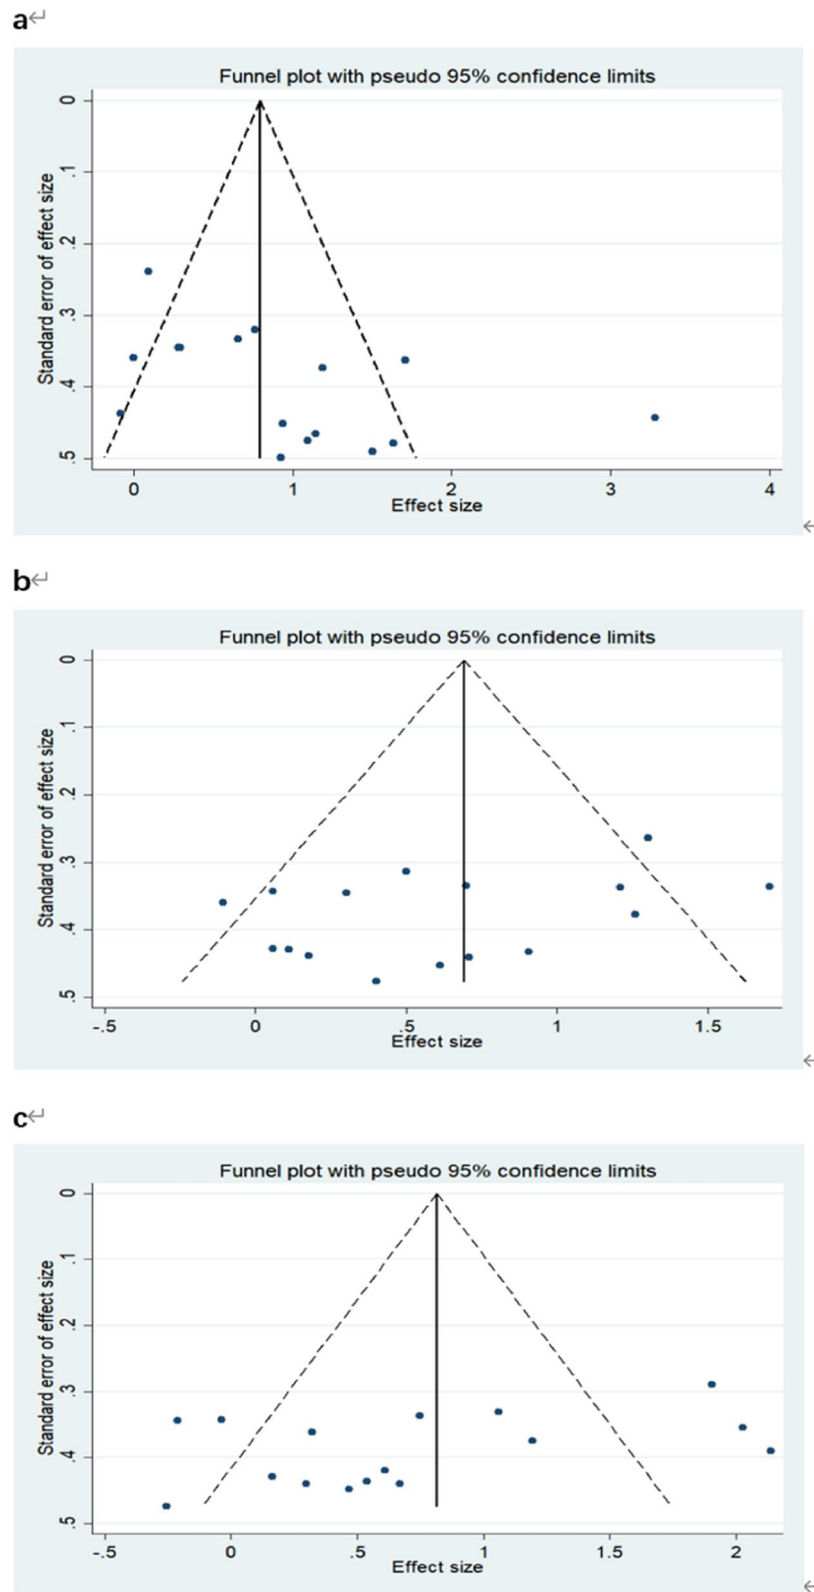 a↵
Funnel plot with pseudo 95% confidence limits
Standard error of effect size
0
.1
.2
.3
.4
.5
0 1 2 3 4
Effect size
↵
b↵
Funnel plot with pseudo 95% confidence limits
Standard error of effect size
0
.1
.2
.3
.4
.5
-.5 0 .5 1 1.5
Effect size
↵
c↵
Funnel plot with pseudo 95% confidence limits
Standard error of effect size
0
.1
.2
.3
.4
.5
-.5 0 .5 1 1.5 2
Effect size
↵